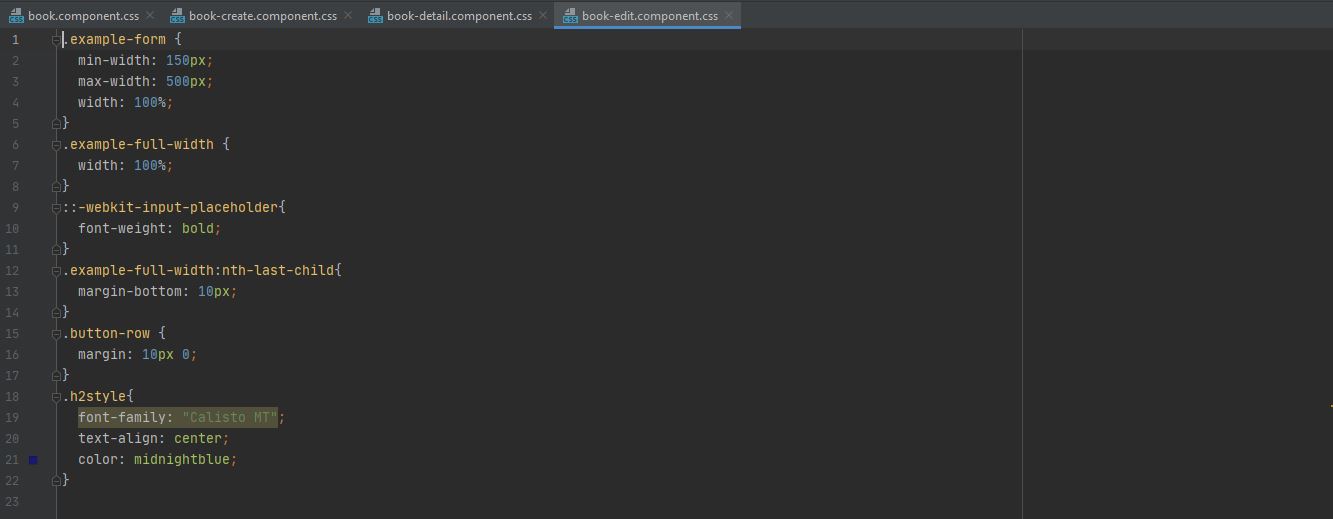 book.component.css book-create.component.css book-detail.component.css book-edit.component.css
1 .example-form {
2 min-width: 150px;
3 max-width: 500px;
4 width: 100%;
5 }
6 .example-full-width {
7 width: 100%;
8 }
9 ::-webkit-input-placeholder{
10 font-weight: bold;
11 }
12 .example-full-width:nth-last-child{
13 margin-bottom: 10px;
14 }
15 .button-row {
16 margin: 10px 0;
17 }
18 .h2style{
19 font-family: "Calisto MT";
20 text-align: center;
21 color: midnightblue;
22 }
23